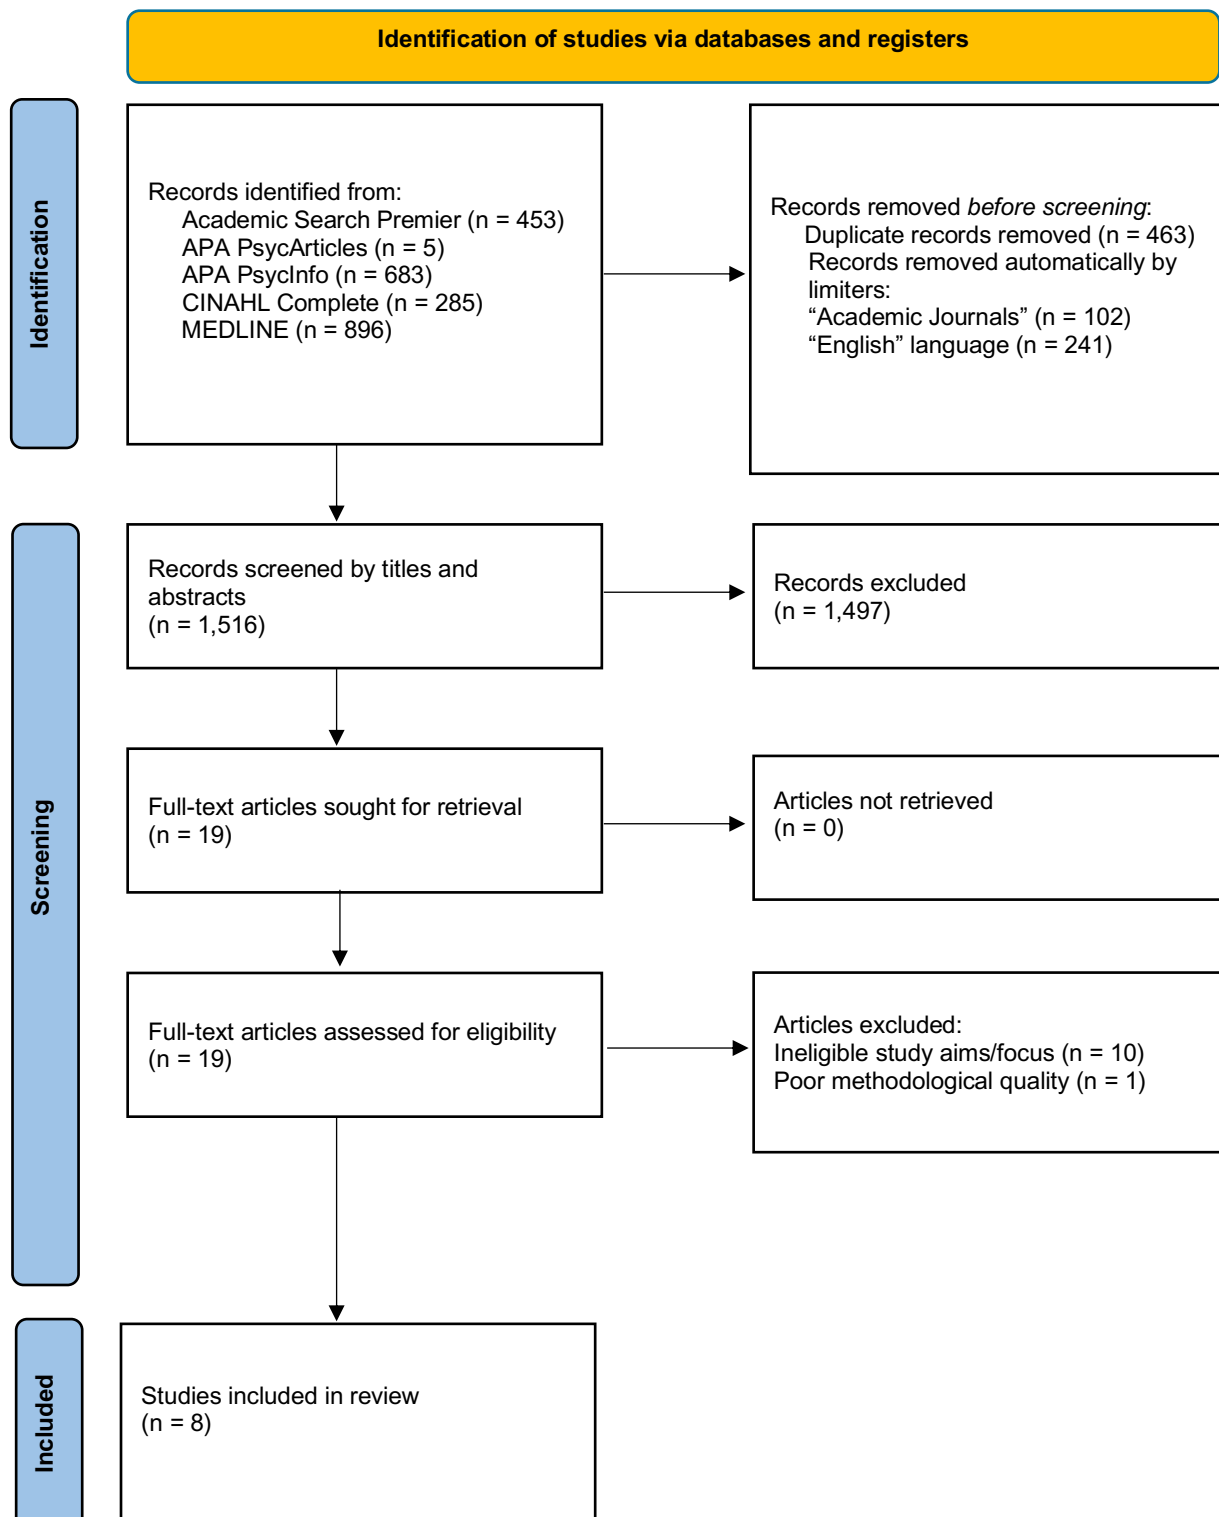 Identification of studies via databases and registers
Identification
Records identified from:
Academic Search Premier (n = 453)
APA PsycArticles (n = 5)
APA PsycInfo (n = 683)
CINAHL Complete (n = 285)
MEDLINE (n = 896)
Records removed before screening:
Duplicate records removed (n = 463)
Records removed automatically by
limiters:
“Academic Journals” (n = 102)
“English” language (n = 241)
Screening
Records screened by titles and
abstracts
(n = 1,516)
Records excluded
(n = 1,497)
Full-text articles sought for retrieval
(n = 19)
Articles not retrieved
(n = 0)
Full-text articles assessed for eligibility
(n = 19)
Articles excluded:
Ineligible study aims/focus (n = 10)
Poor methodological quality (n = 1)
Included
Studies included in review
(n = 8)